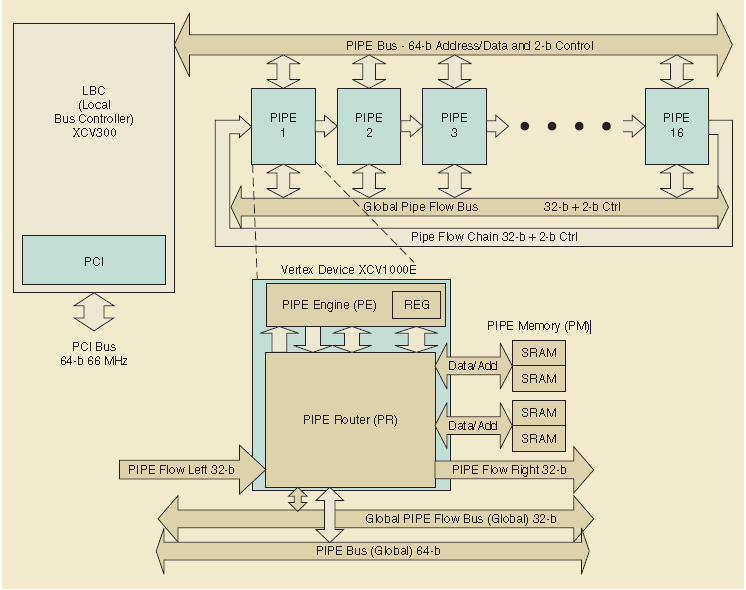 PIPE Bus - 64-b Address/Data and 2-b Control
LBC
(Local
Bus Controller)
XCV300
PCI
PCI Bus
64-b 66 MHz
PIPE
1
PIPE
2
PIPE
3
PIPE
16
Global Pipe Flow Bus 32-b + 2-b Ctrl
Pipe Flow Chain 32-b + 2-b Ctrl
Vertex Device XCV1000E
PIPE Engine (PE)
REG
PIPE Memory (PM)
SRAM
Data/Add
SRAM
PIPE Router (PR)
SRAM
Data/Add
SRAM
PIPE Flow Left 32-b
PIPE Flow Right 32-b
Global PIPE Flow Bus (Global) 32-b
PIPE Bus (Global) 64-b